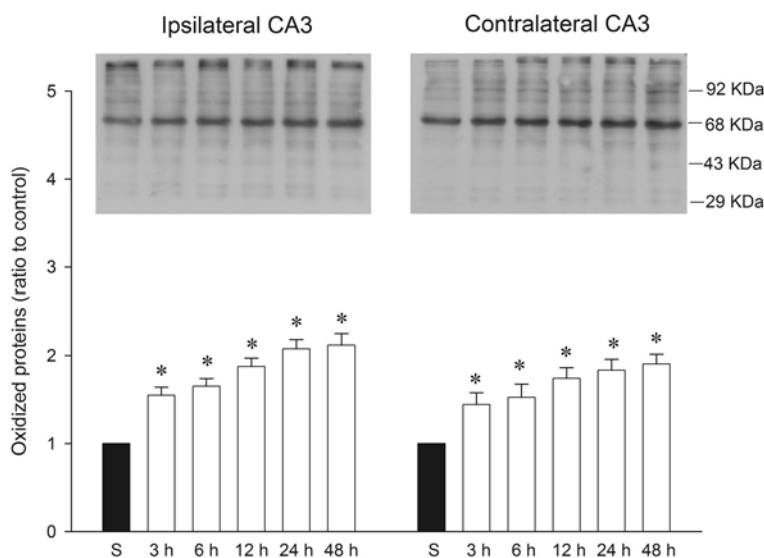 Ipsilateral CA3
Contralateral CA3
92 KDa
68 KDa
43 KDa
29 KDa
Oxidized proteins (ratio to control)
5
4
3
2
1
0
* * * * *
* * * * *
S 3 h 6 h 12 h 24 h 48 h
S 3 h 6 h 12 h 24 h 48 h